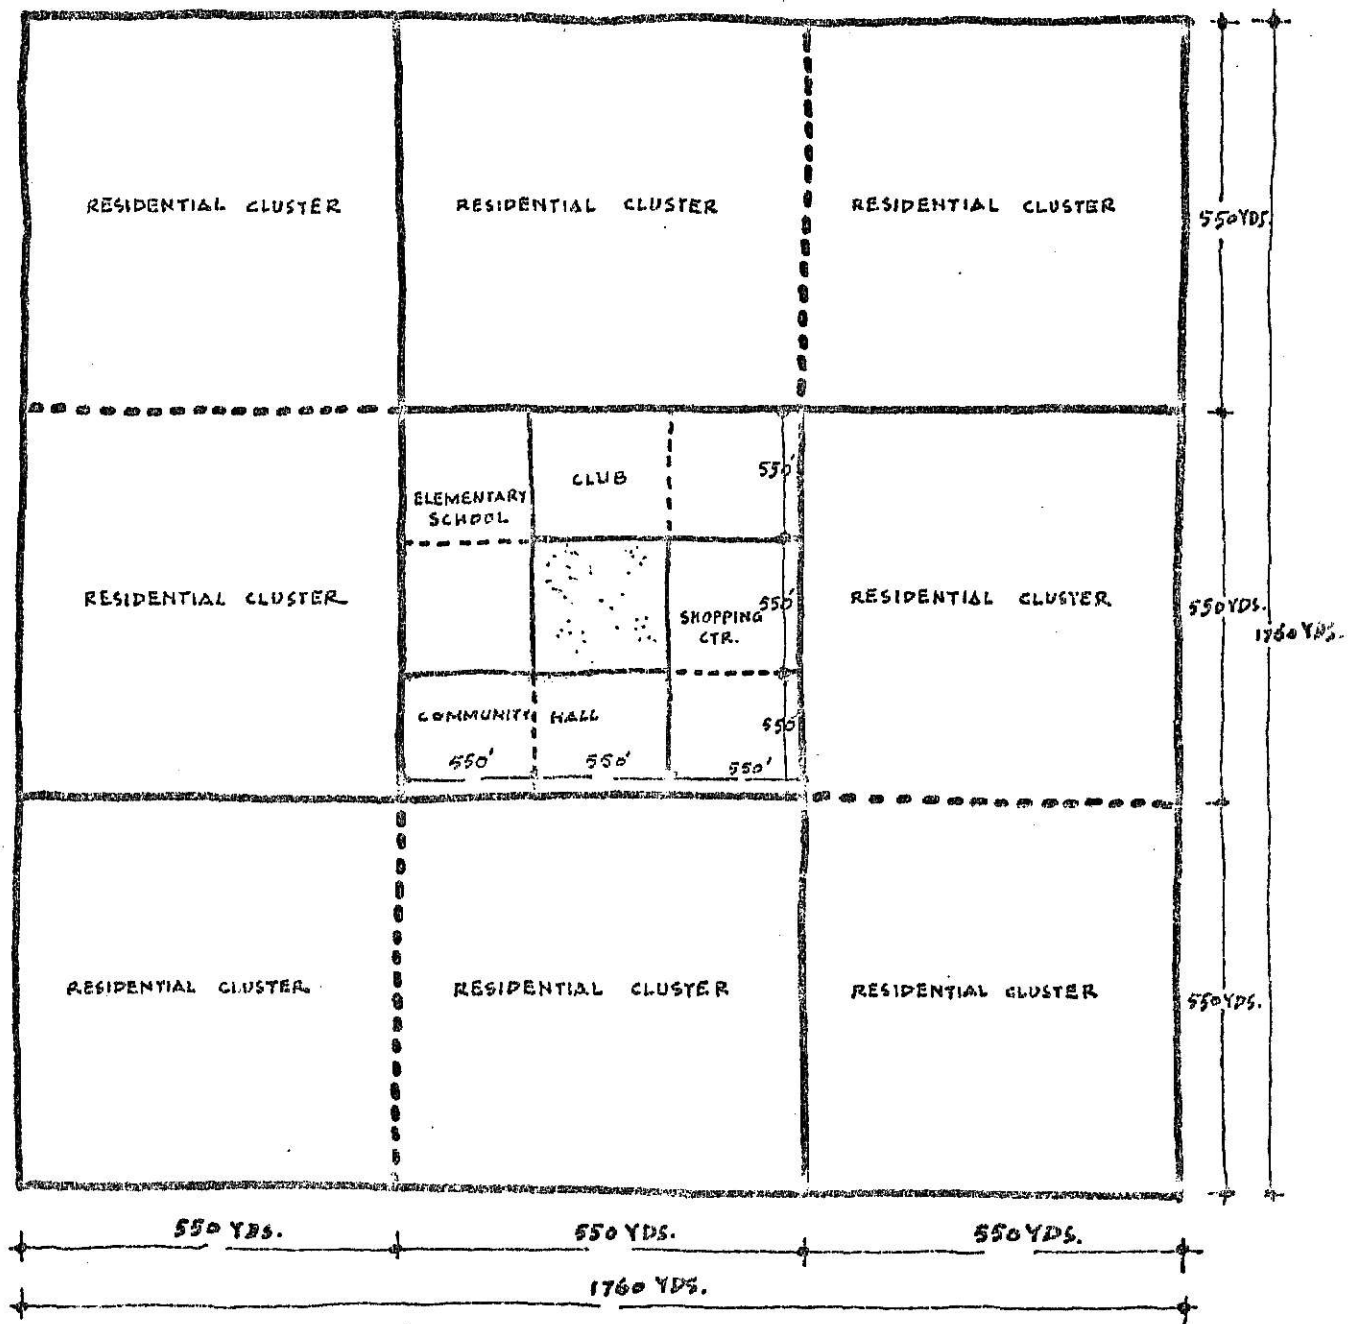 RESIDENTIAL CLUSTER
RESIDENTIAL CLUSTER
RESIDENTIAL CLUSTER
550 YDS.
550'
CLUB
ELEMENTARY
SCHOOL
RESIDENTIAL CLUSTER
550'
SHOPPING
CTR.
RESIDENTIAL CLUSTER
550 YDS.
1760 YDS.
COMMUNITY HALL
550'
550'
550'
550'
RESIDENTIAL CLUSTER
RESIDENTIAL CLUSTER
RESIDENTIAL CLUSTER
550 YDS.
550 YDS.
550 YDS.
550 YDS.
1760 YDS.